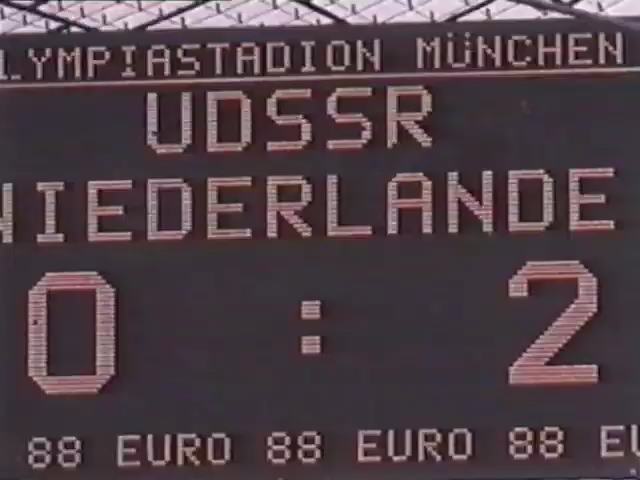 LYMPIASTADION MÜNCHEN
UDSSR
NIEDERLANDE
0 : 2
88 EURO 88 EURO 88 EU